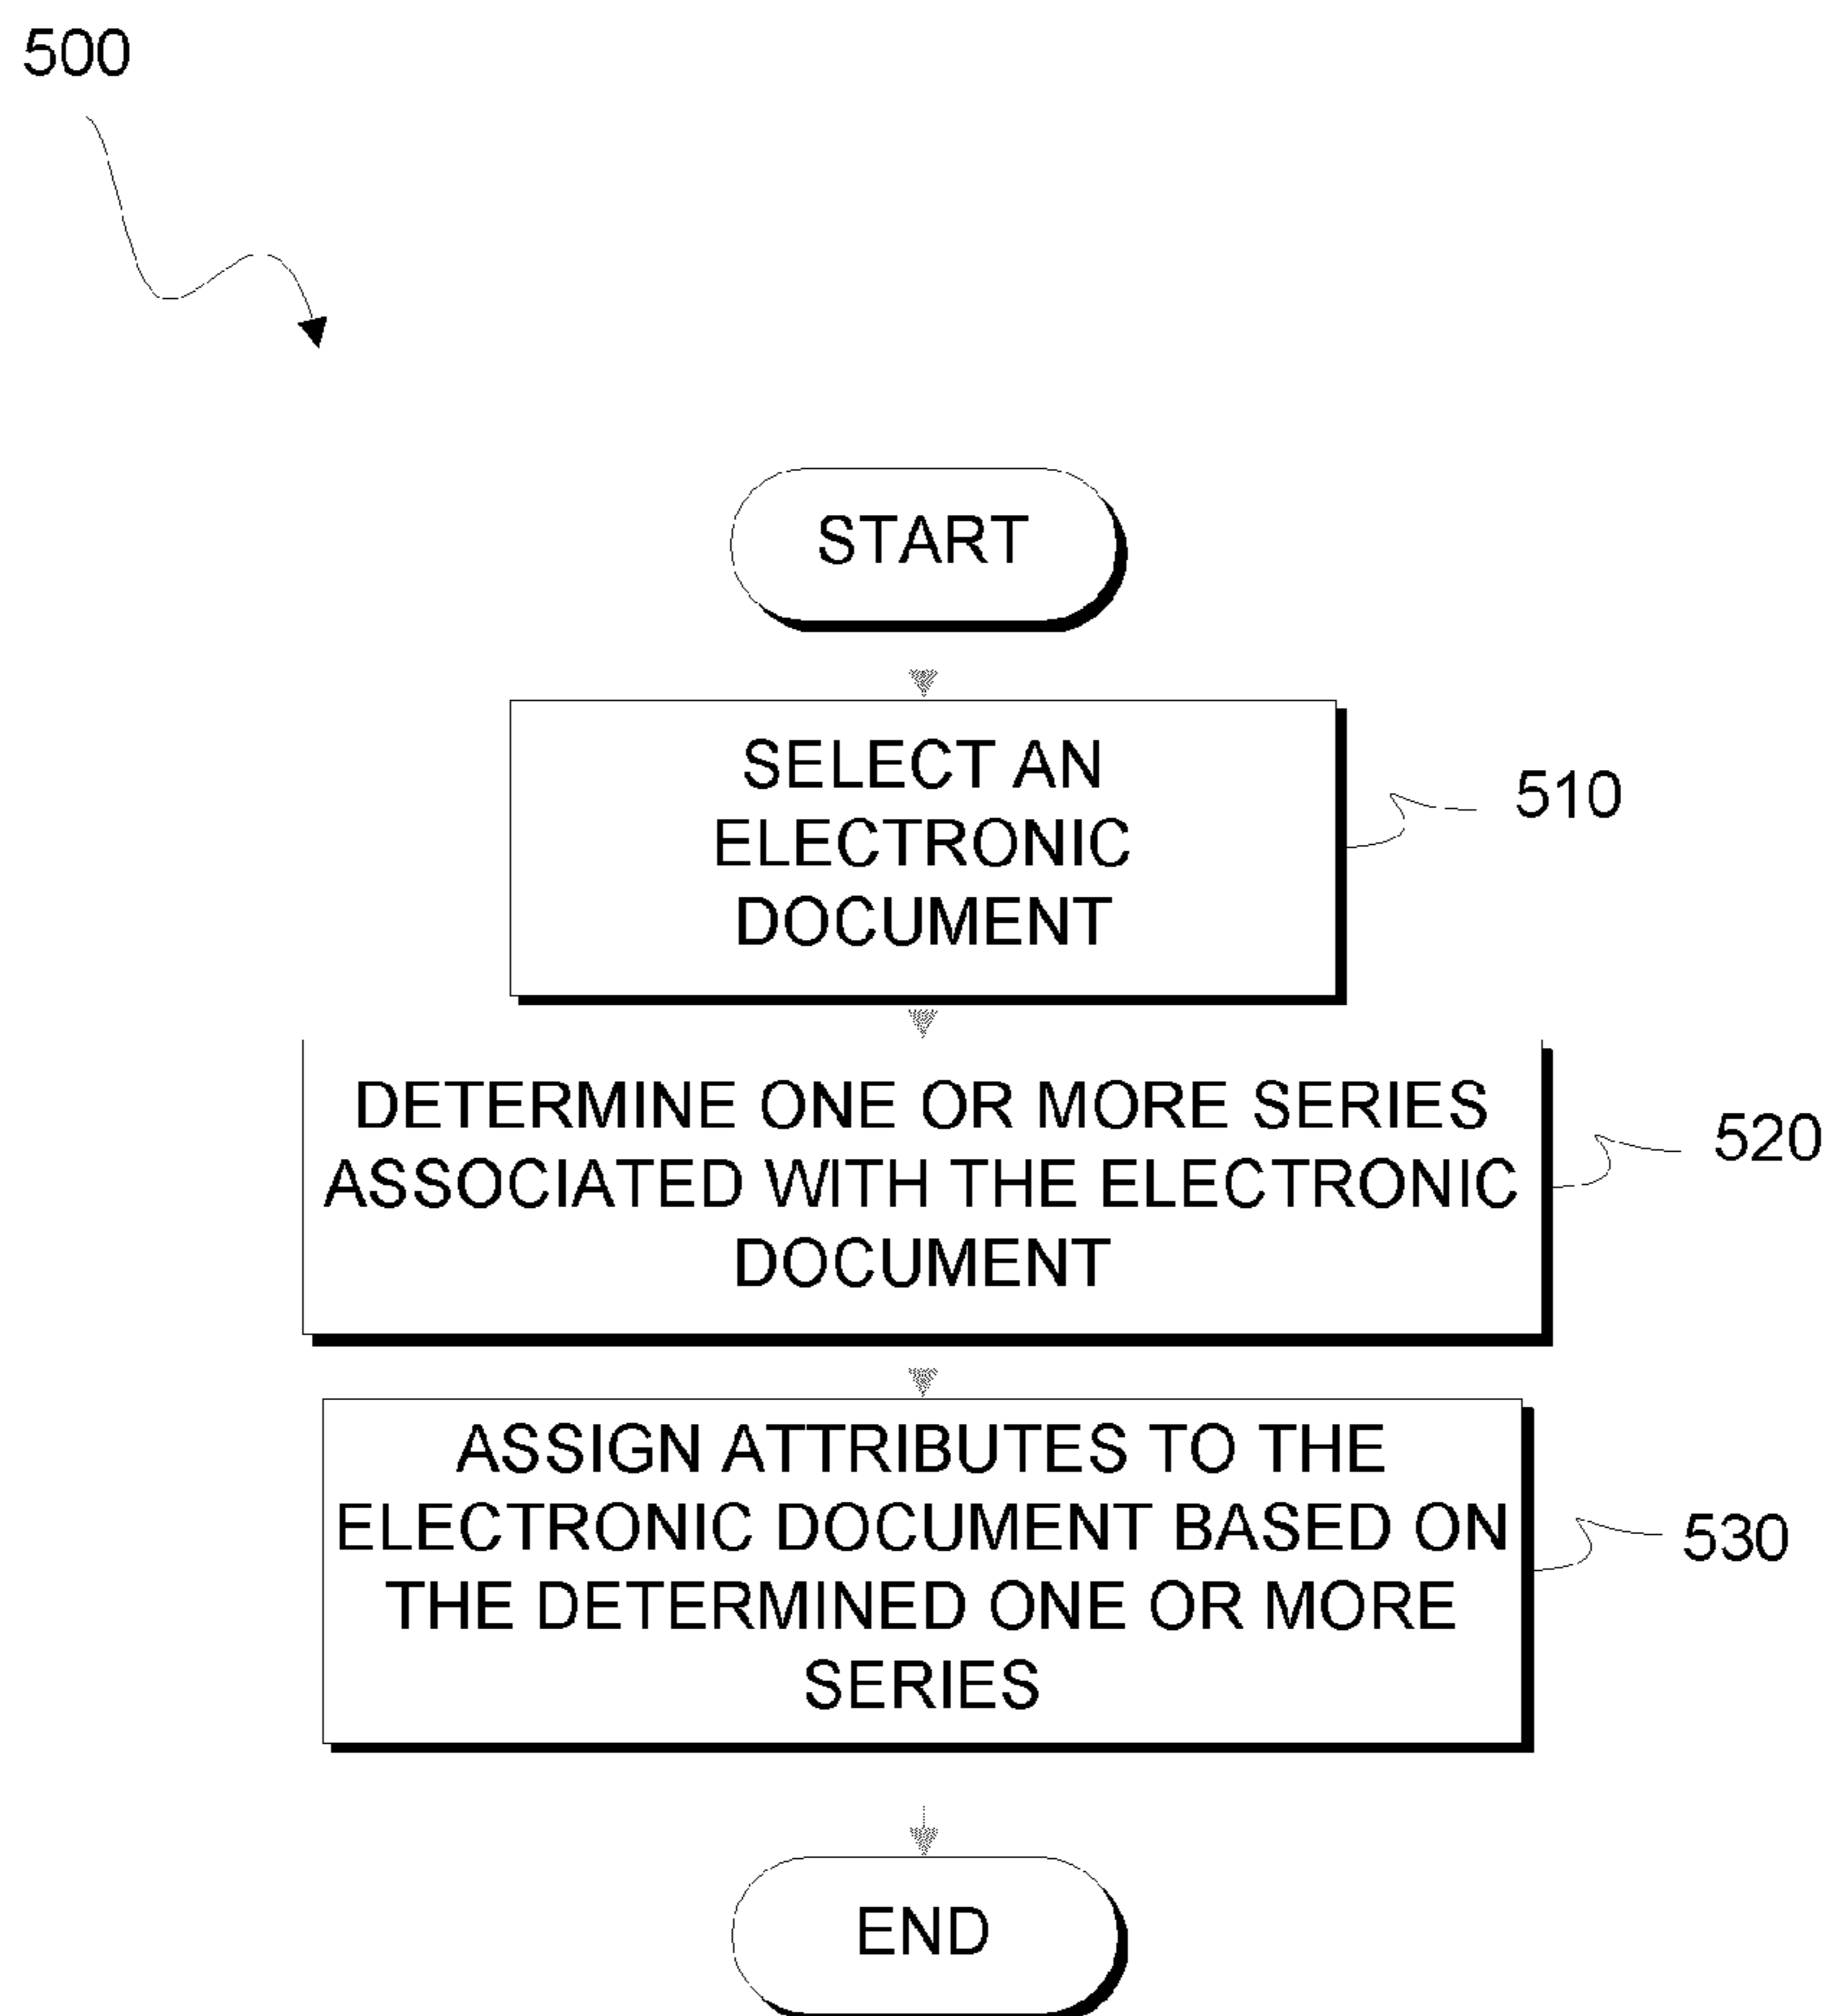 500
START
SELECT AN
ELECTRONIC
DOCUMENT
510
DETERMINE ONE OR MORE SERIES
ASSOCIATED WITH THE ELECTRONIC
DOCUMENT
520
ASSIGN ATTRIBUTES TO THE
ELECTRONIC DOCUMENT BASED ON
THE DETERMINED ONE OR MORE
SERIES
530
END